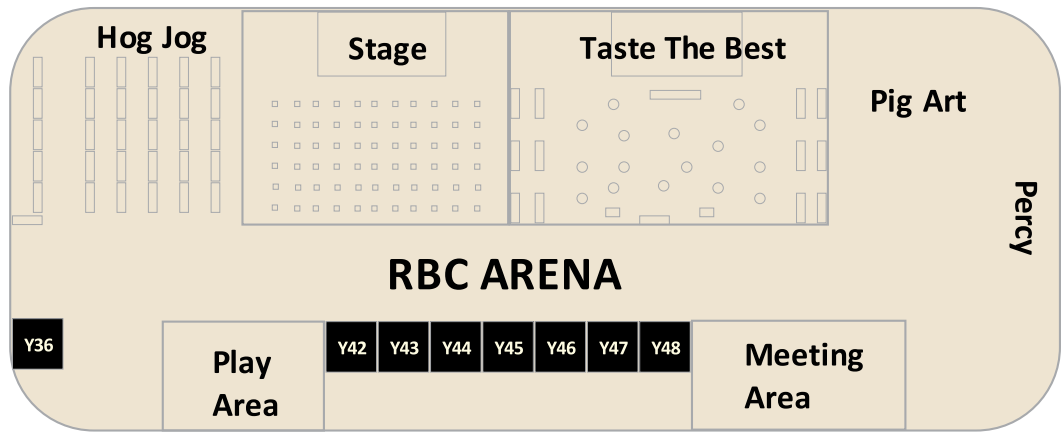 Hog Jog
Stage
Taste The Best
Pig Art
Percy
RBC ARENA
Y36
Play
Area
Y42 Y43 Y44 Y45 Y46 Y47 Y48
Meeting
Area